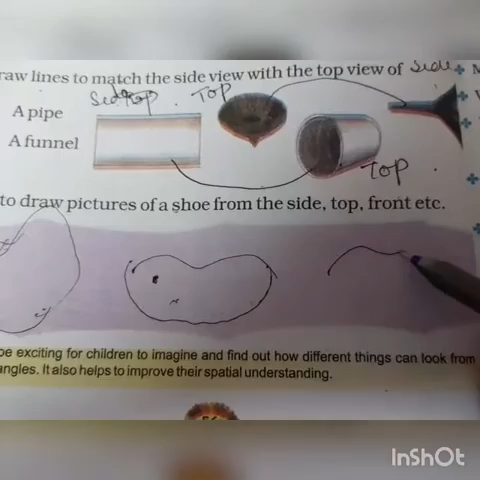 raw lines to match the side view with the top view of side M
Top
A pipe
A funnel
Top
to draw pictures of a shoe from the side, top, front etc.
be exciting for children to imagine and find out how different things can look from
angles. It also helps to improve their spatial understanding.
InShOt